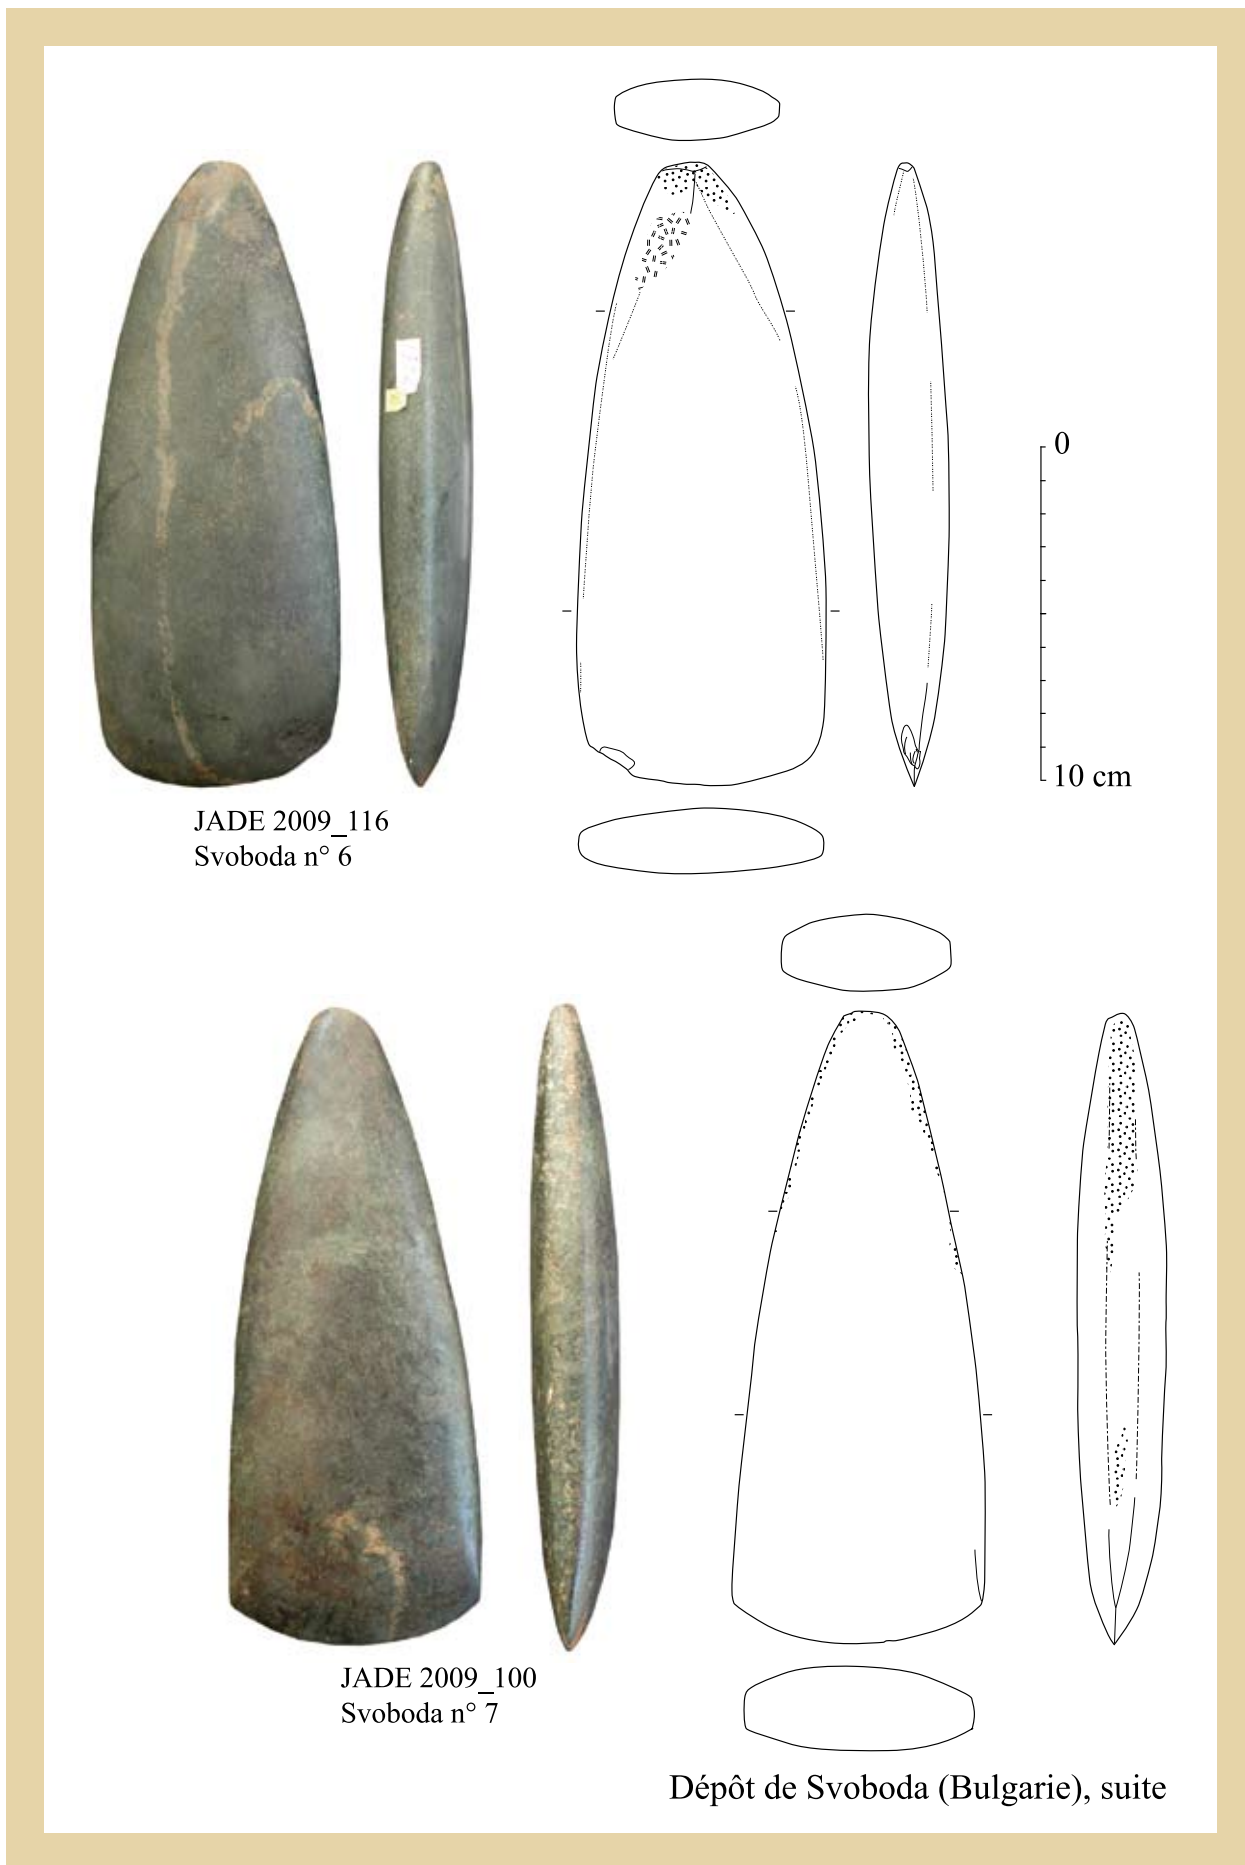 0
10 cm
JADE 2009_116
Svoboda n° 6
JADE 2009_100
Svoboda n° 7
Dépôt de Svoboda (Bulgarie), suite